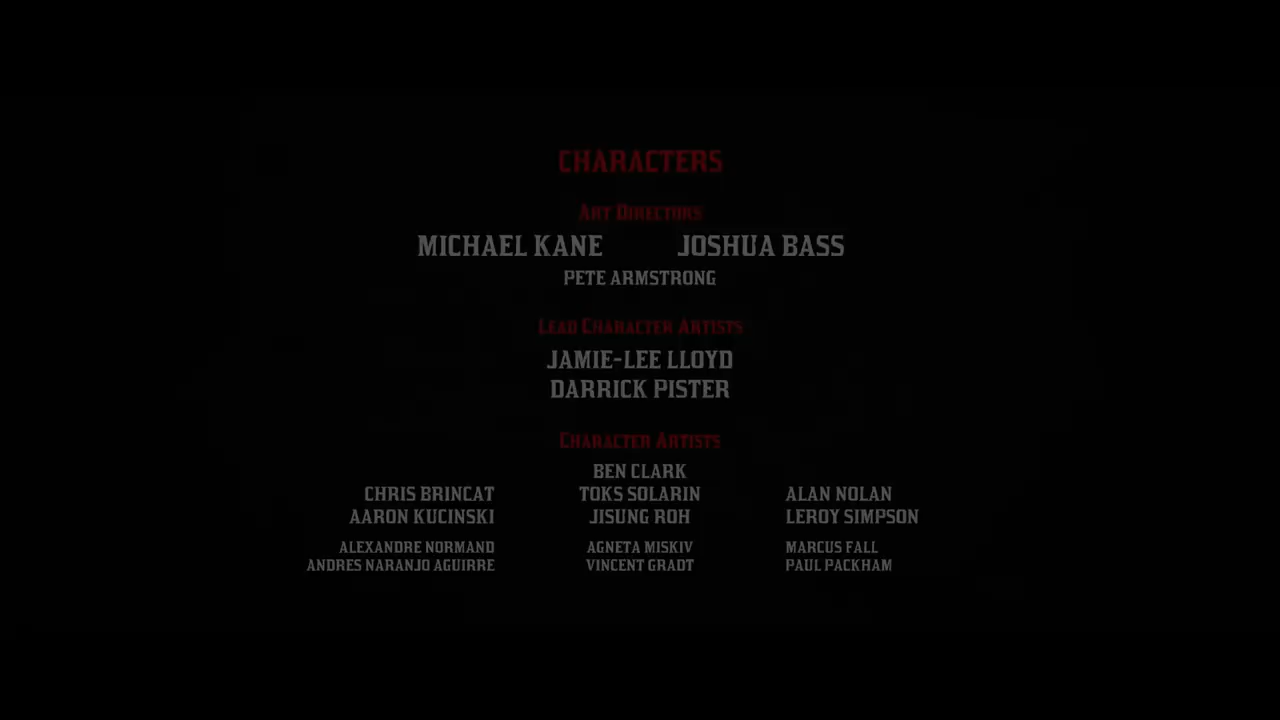 CHARACTERS
ART DIRECTORS
MICHAEL KANE JOSHUA BASS
PETE ARMSTRONG
LEAD CHARACTER ARTISTS
JAMIE-LEE LLOYD
DARRICK PISTER
CHARACTER ARTISTS
BEN CLARK
CHRIS BRINCAT TOKS SOLARIN ALAN NOLAN
AARON KUCINSKI JISUNG ROH LEROY SIMPSON
ALEXANDRE NORMAND AGNETA MISKIV MARCUS FALL
ANDRES NARANJO AGUIRRE VINCENT GRADT PAUL PACKHAM